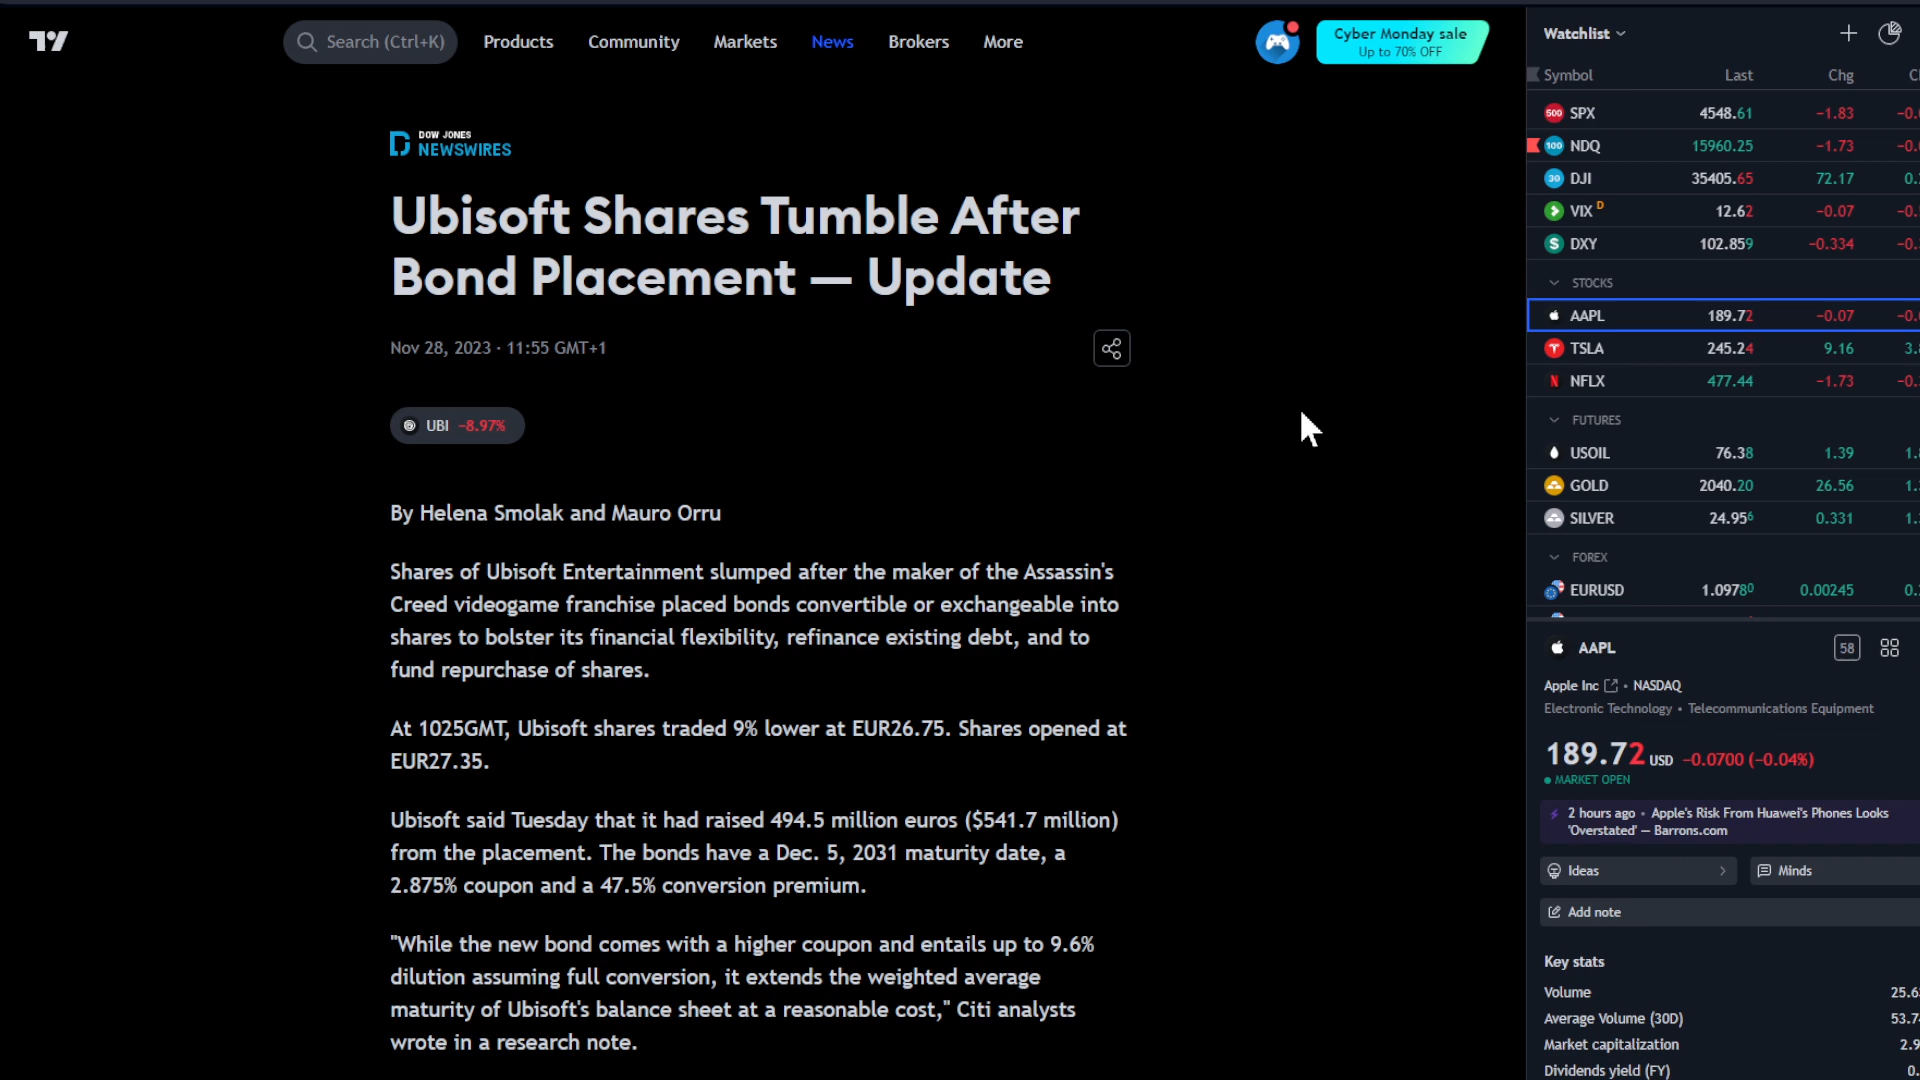 Search (Ctrl+K)
Products
Community
Markets
News
Brokers
More
Cyber Monday sale
Up to 70% OFF
DOW JONES
NEWSWIRES
Ubisoft Shares Tumble After
Bond Placement — Update
Nov 28, 2023 · 11:55 GMT+1
UBI −8.97%
By Helena Smolak and Mauro Orru
Shares of Ubisoft Entertainment slumped after the maker of the Assassin's
Creed videogame franchise placed bonds convertible or exchangeable into
shares to bolster its financial flexibility, refinance existing debt, and to
fund repurchase of shares.
At 1025GMT, Ubisoft shares traded 9% lower at EUR26.75. Shares opened at
EUR27.35.
Ubisoft said Tuesday that it had raised 494.5 million euros ($541.7 million)
from the placement. The bonds have a Dec. 5, 2031 maturity date, a
2.875% coupon and a 47.5% conversion premium.
"While the new bond comes with a higher coupon and entails up to 9.6%
dilution assuming full conversion, it extends the weighted average
maturity of Ubisoft's balance sheet at a reasonable cost," Citi analysts
wrote in a research note.
Watchlist
Symbol Last Chg
500 SPX 4548.61 −1.83
100 NDQ 15960.25 −1.73
30 DJI 35405.65 72.17
VIX D 12.62 −0.07
DXY 102.859 −0.334
STOCKS
AAPL 189.72 −0.07
TSLA 245.24 9.16
NFLX 477.44 −1.73
FUTURES
USOIL 76.38 1.39
GOLD 2040.20 26.56
SILVER 24.956 0.331
FOREX
EURUSD 1.09780 0.00245
AAPL 58
Apple Inc • NASDAQ
Electronic Technology • Telecommunications Equipment
189.72 USD −0.0700 (−0.04%)
MARKET OPEN
2 hours ago • Apple's Risk From Huawei's Phones Looks
'Overstated' — Barrons.com
Ideas
Minds
Add note
Key stats
Volume
Average Volume (30D)
Market capitalization
Dividends yield (FY)